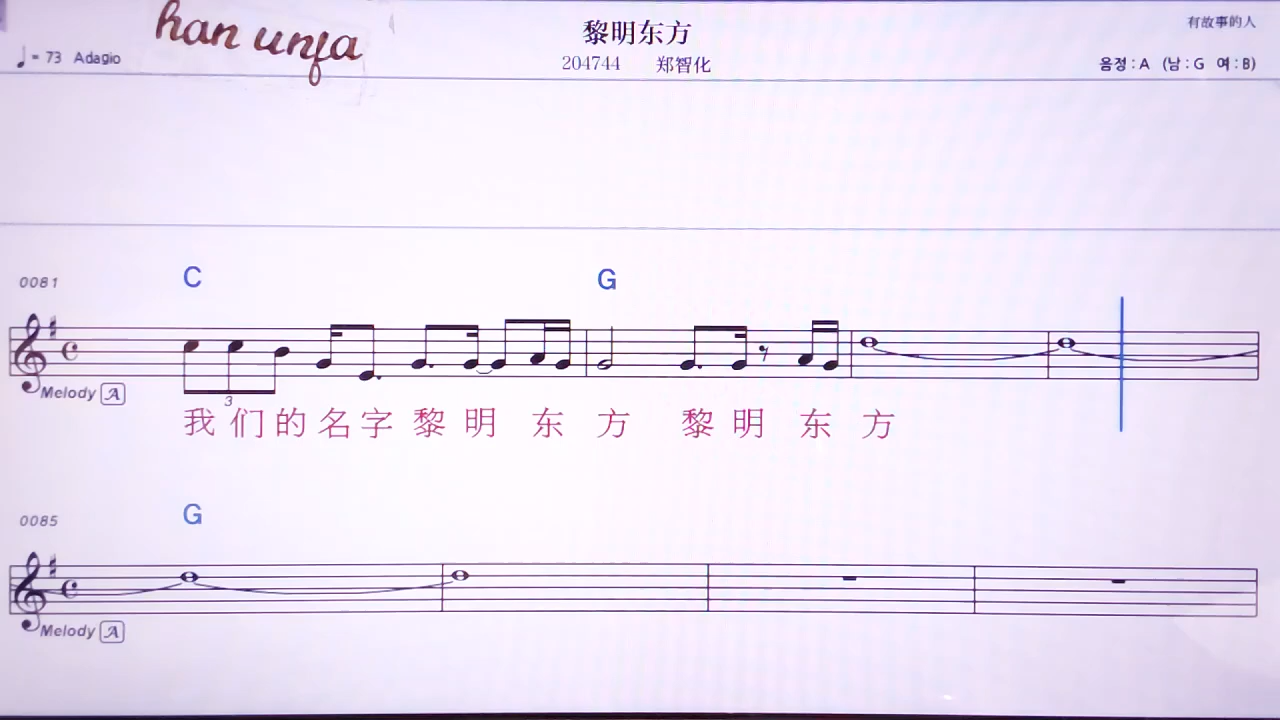 han unfa
黎明东方
有故事的人
♩= 73 Adagio
204744 郑智化
음정 : A (남 : G 여 : B)
C G
0081
Melody A
3
我们的名字黎明 东 方 黎明 东 方
G
0085
Melody A